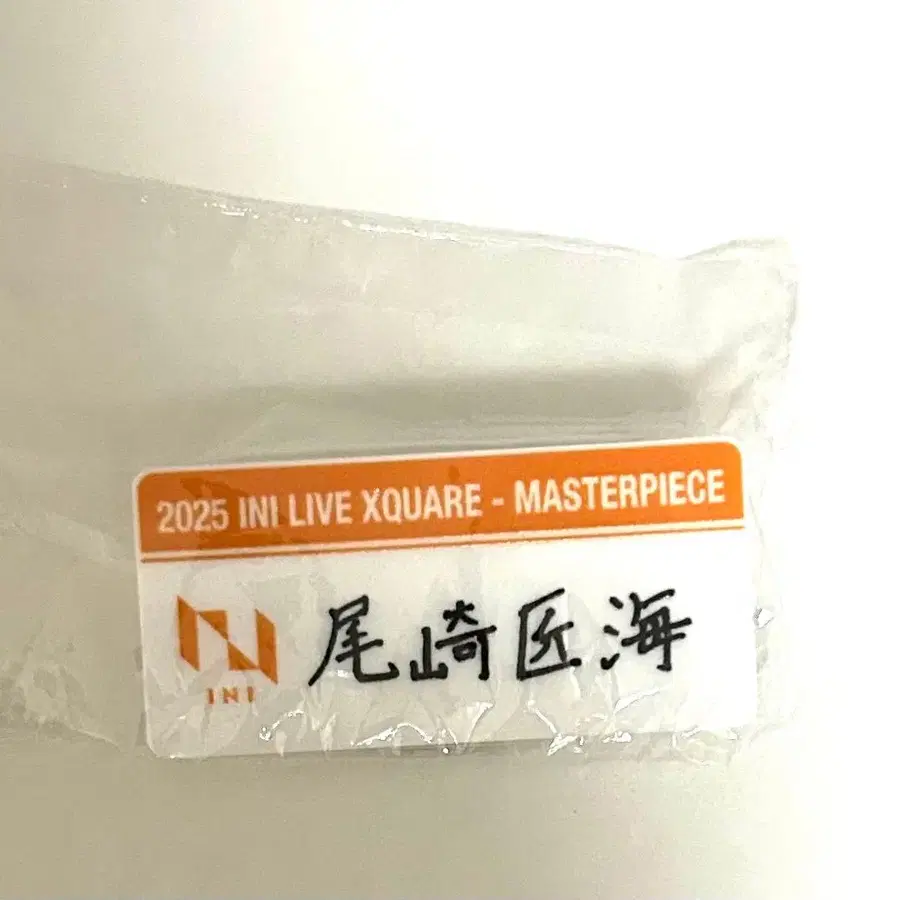 2025 INI LIVE XQUARE - MASTERPIECE
尾崎匠海
INI